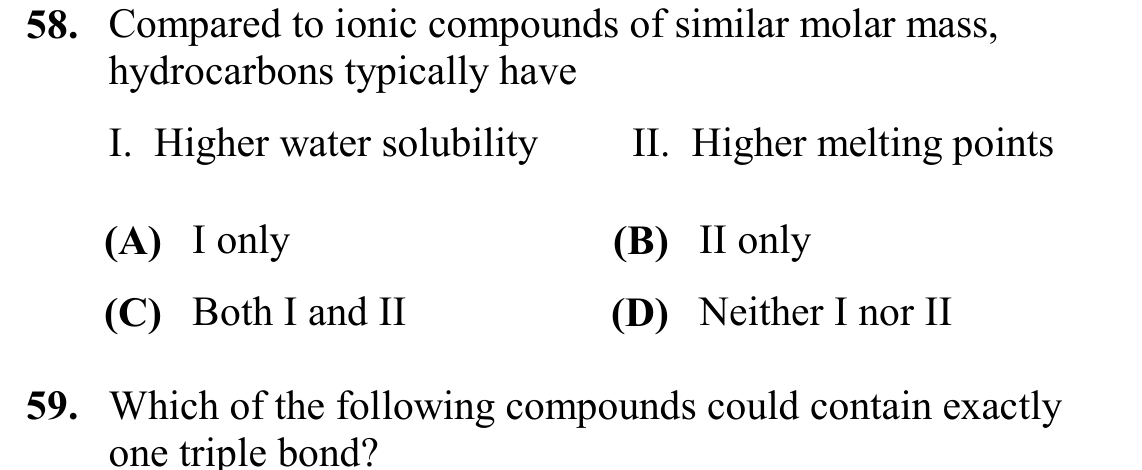 58. Compared to ionic compounds of similar molar mass,
hydrocarbons typically have
I. Higher water solubility II. Higher melting points
(A) I only (B) II only
(C) Both I and II (D) Neither I nor II
59. Which of the following compounds could contain exactly
one triple bond?